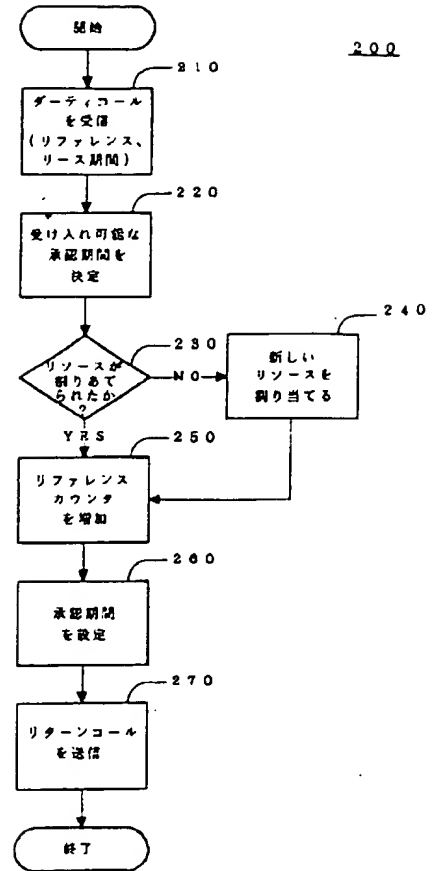 開始
200
210
ダーティコール
を受信
(リファレンス、
リース期間)
220
受け入れ可能な
承認期間を
決定
230
リソースが
割りあて
られたか
?
NO
240
新しい
リソースを
割り当てる
YES
250
リファレンス
カウンタ
を増加
260
承認期間
を設定
270
リターンコール
を送信
終了